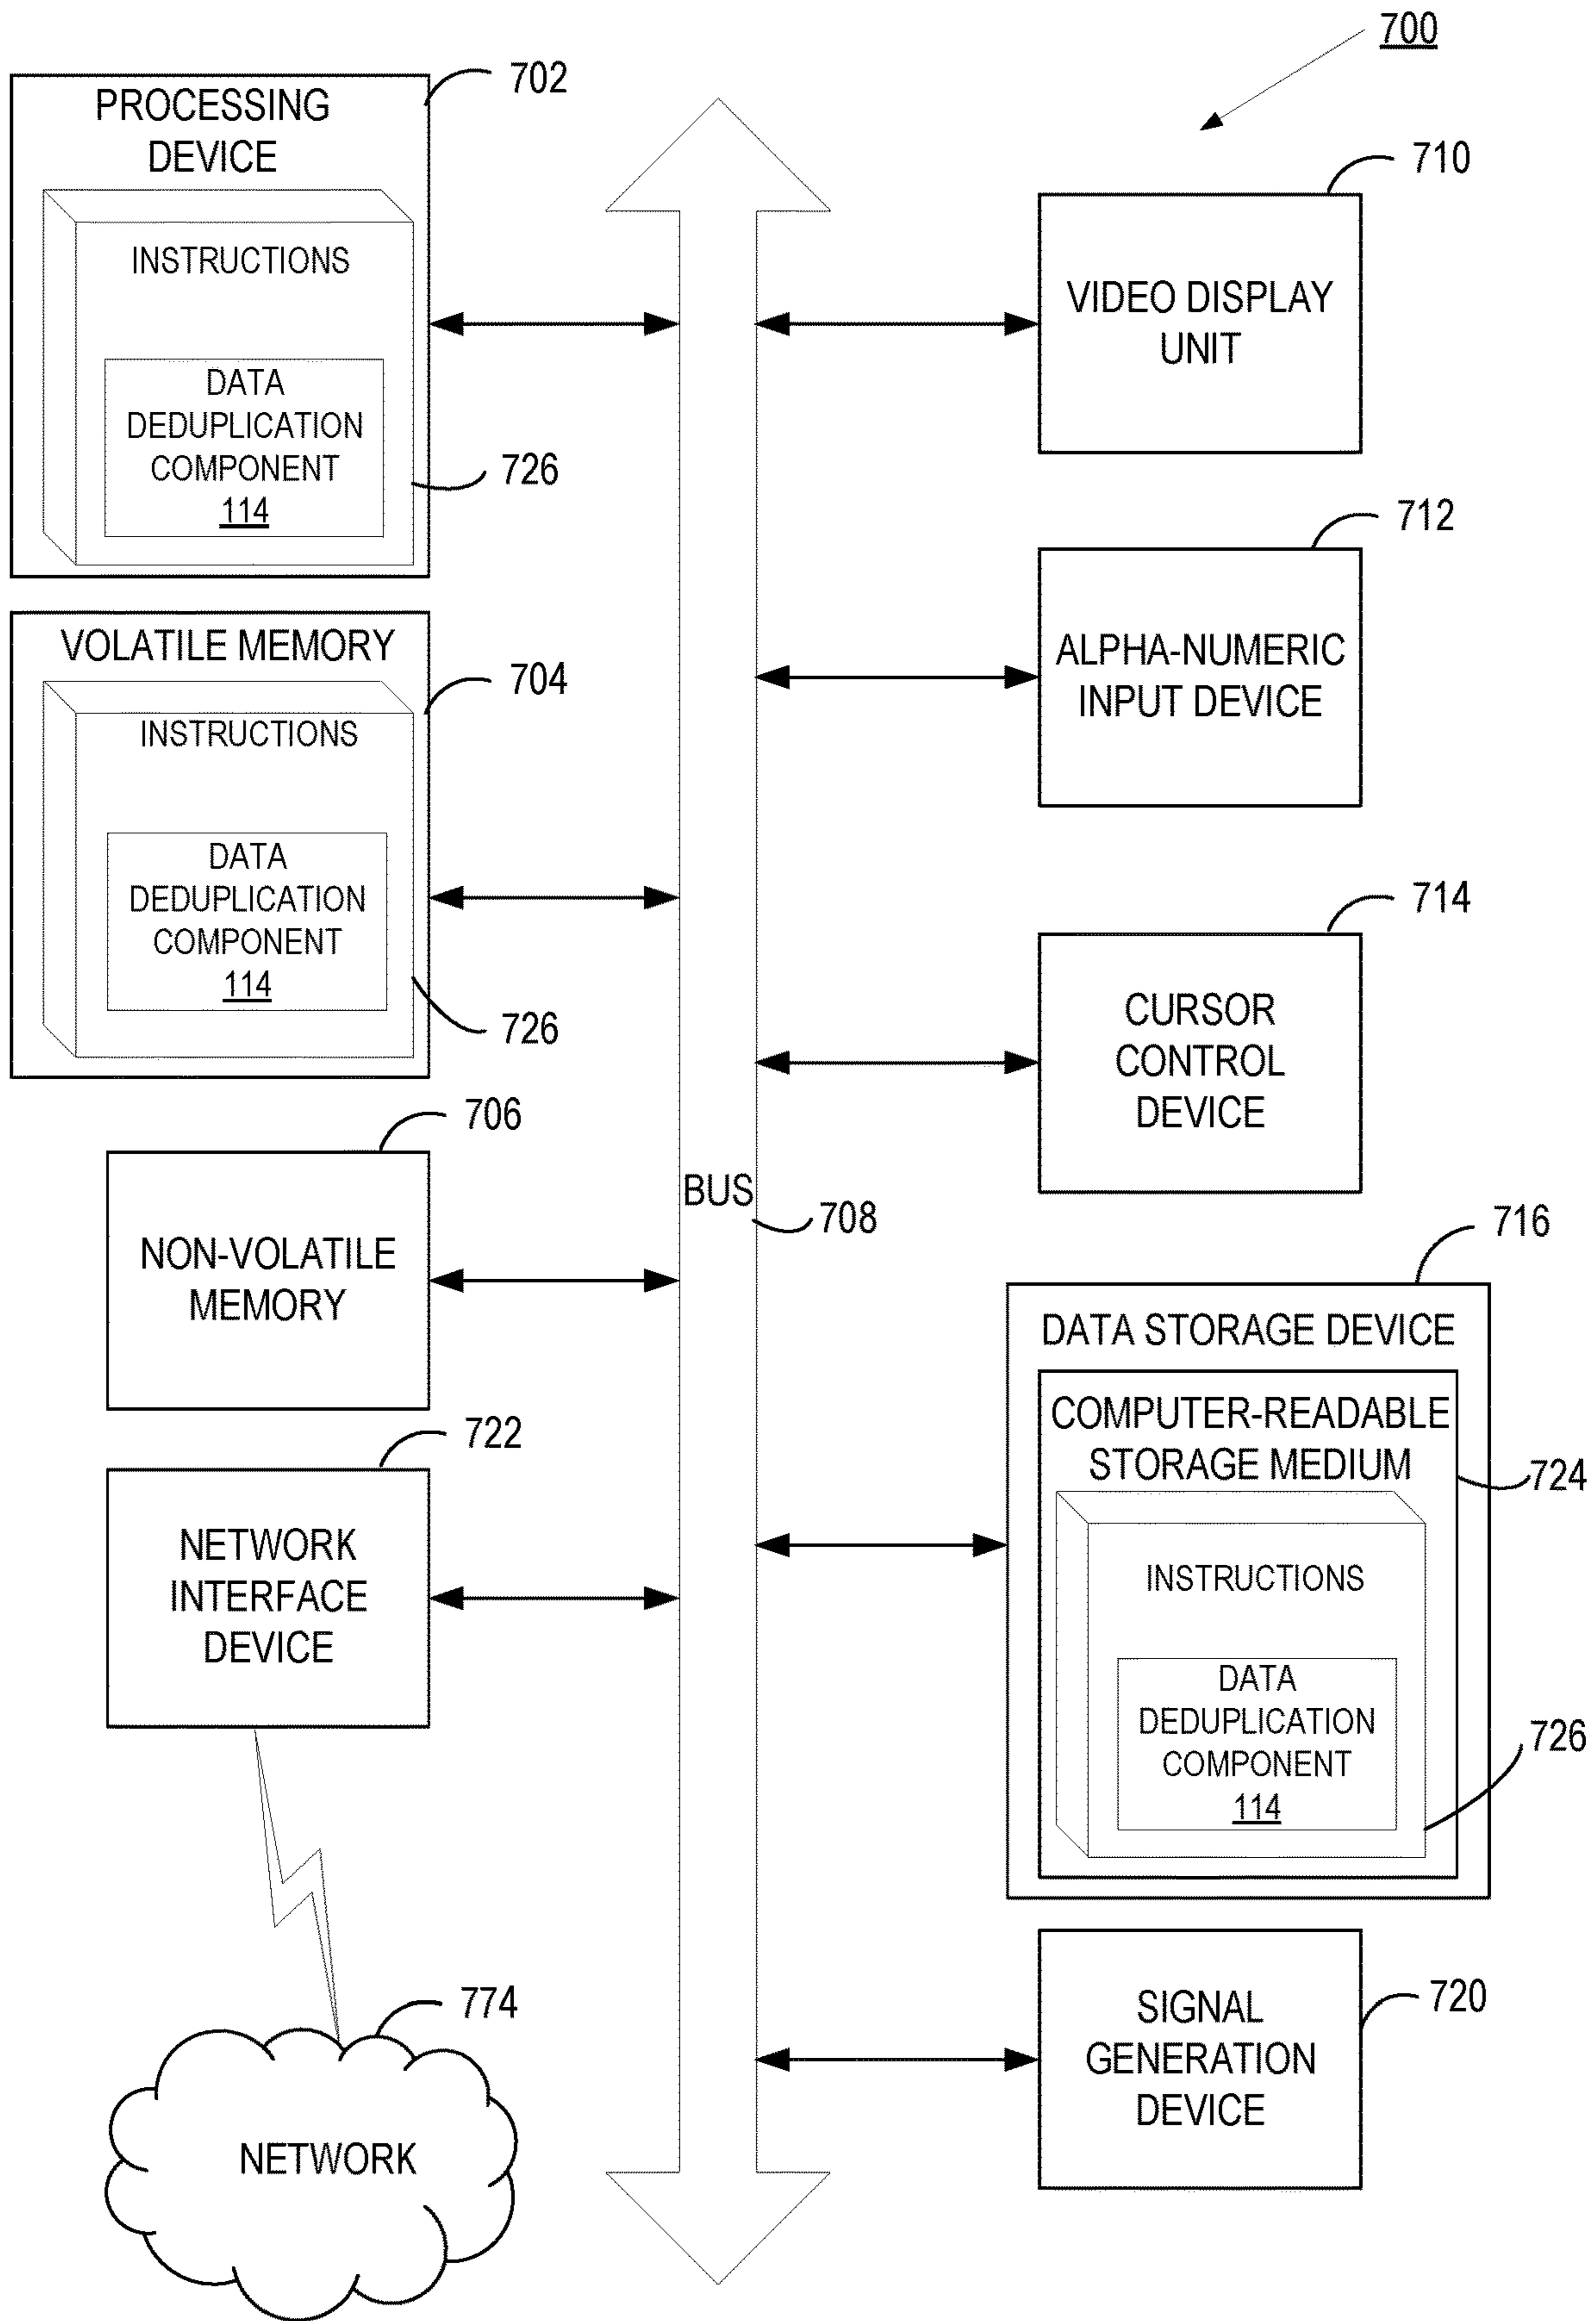 700
702
PROCESSING
DEVICE
INSTRUCTIONS
DATA
DEDUPLICATION
COMPONENT
114
726
VOLATILE MEMORY
704
INSTRUCTIONS
DATA
DEDUPLICATION
COMPONENT
114
726
706
NON-VOLATILE
MEMORY
722
NETWORK
INTERFACE
DEVICE
774
NETWORK
BUS
708
710
VIDEO DISPLAY
UNIT
712
ALPHA-NUMERIC
INPUT DEVICE
714
CURSOR
CONTROL
DEVICE
716
DATA STORAGE DEVICE
COMPUTER-READABLE
STORAGE MEDIUM
724
INSTRUCTIONS
DATA
DEDUPLICATION
COMPONENT
114
726
SIGNAL
GENERATION
DEVICE
720